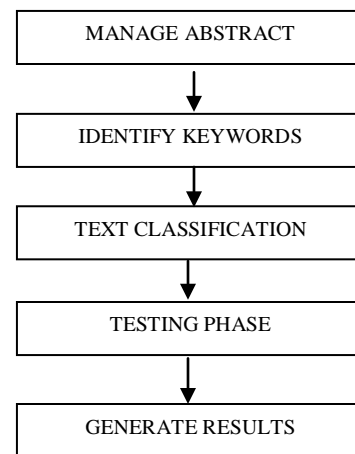 MANAGE ABSTRACT
IDENTIFY KEYWORDS
TEXT CLASSIFICATION
TESTING PHASE
GENERATE RESULTS